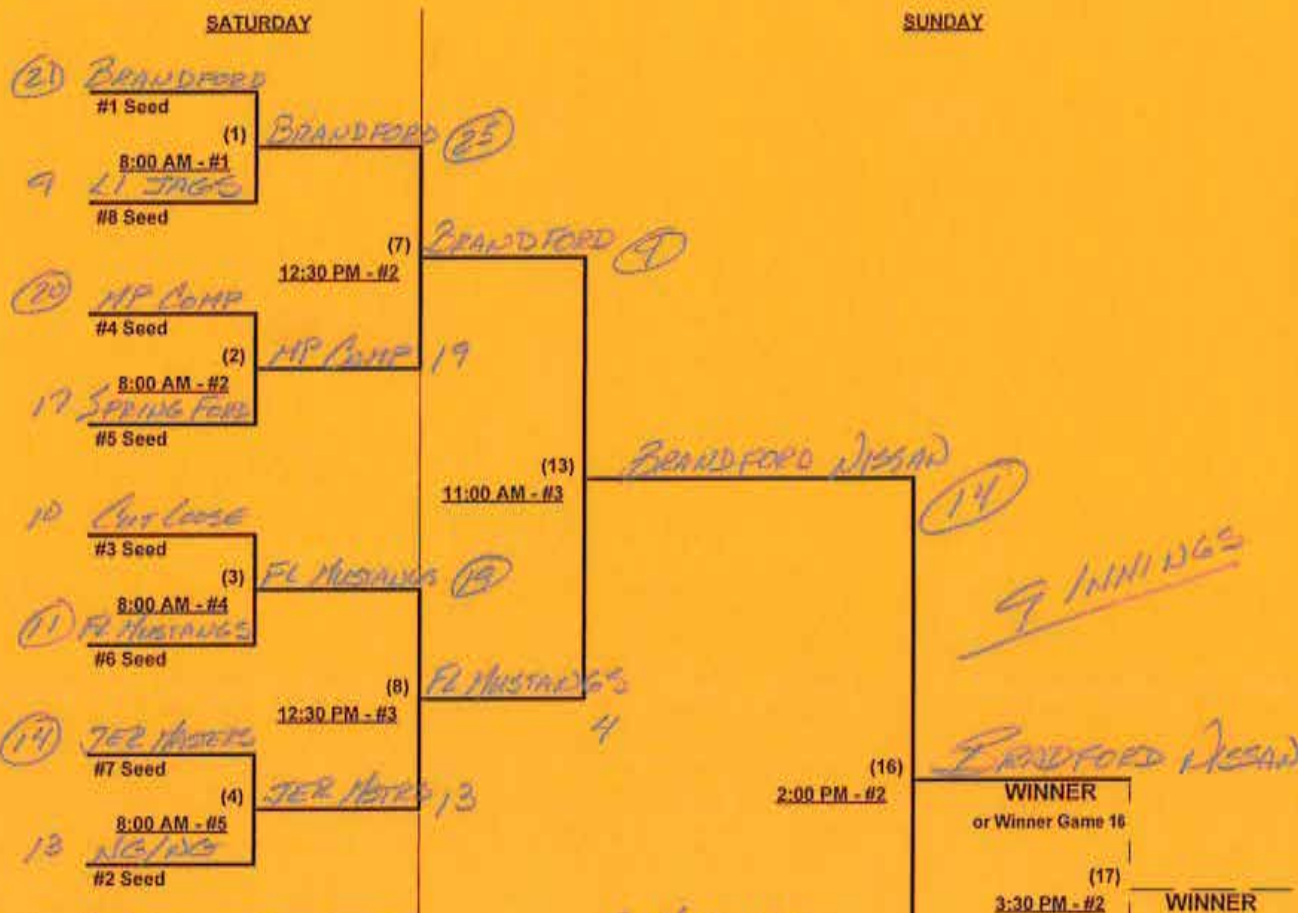 SATURDAY
SUNDAY
21 BRANDFORD
#1 Seed
(1) BRANDFORD 25
8:00 AM - #1
9 LI JAGS
#8 Seed
(7) BRANDFORD 9
12:30 PM - #2
20 MP COMP
#4 Seed
(2) MP COMP 19
8:00 AM - #2
17 SPRING FORD
#5 Seed
(13) BRANDFORD NISSAN
11:00 AM - #3
14
10 CUT LOOSE
#3 Seed
9 INNINGS
(3) FL MUSTANGS 19
8:00 AM - #4
11 FL MUSTANGS
#6 Seed
(8) FL MUSTANGS
12:30 PM - #3
4
14 JER MASTERS
#7 Seed
(16) BRADFORD NISSAN
2:00 PM - #2
WINNER
or Winner Game 16
(4) JER MSTRS 13
8:00 AM - #5
13 NG/NG
#2 Seed
(17)
3:30 PM - #2
WINNER